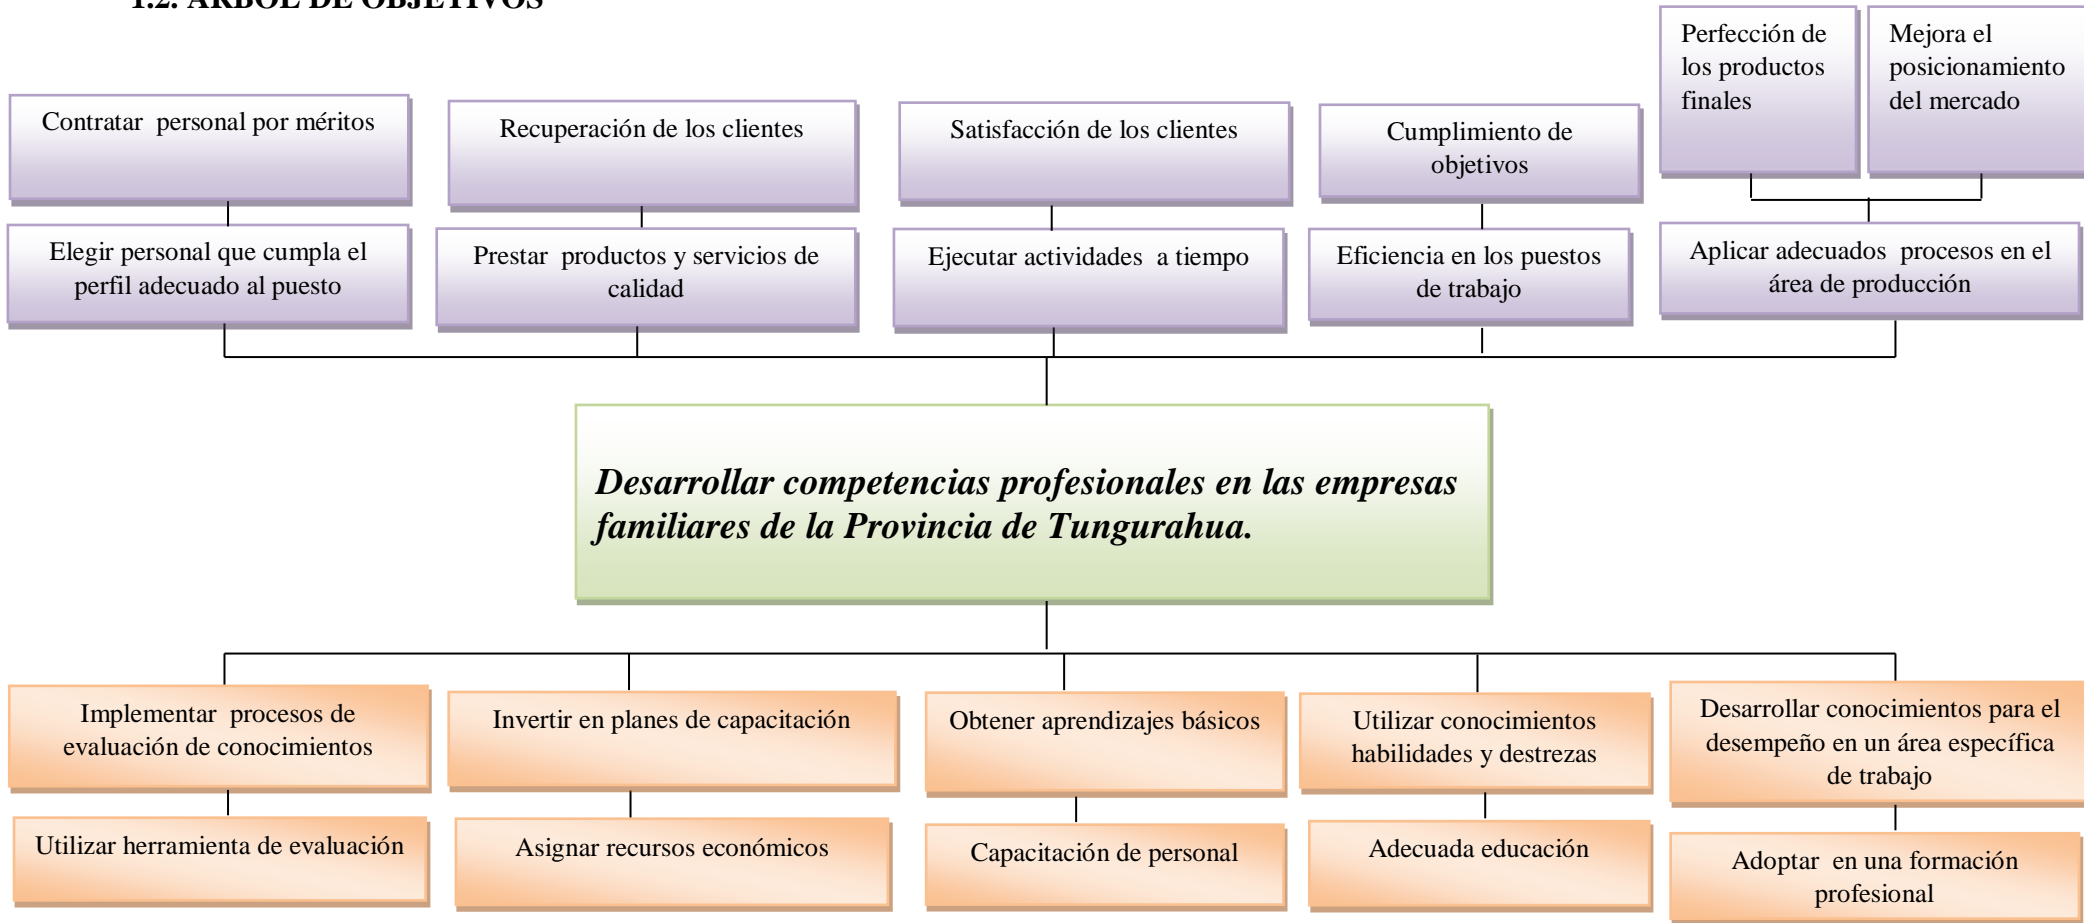 1.2. ÁRBOL DE OBJETIVOS
Perfección de
los productos
finales
Mejora el
posicionamiento
del mercado
Contratar personal por méritos
Recuperación de los clientes
Satisfacción de los clientes
Cumplimiento de
objetivos
Elegir personal que cumpla el
perfil adecuado al puesto
Prestar productos y servicios de
calidad
Ejecutar actividades a tiempo
Eficiencia en los puestos
de trabajo
Aplicar adecuados procesos en el
área de producción
Desarrollar competencias profesionales en las empresas
familiares de la Provincia de Tungurahua.
Implementar procesos de
evaluación de conocimientos
Invertir en planes de capacitación
Obtener aprendizajes básicos
Utilizar conocimientos
habilidades y destrezas
Desarrollar conocimientos para el
desempeño en un área específica
de trabajo
Utilizar herramienta de evaluación
Asignar recursos económicos
Capacitación de personal
Adecuada educación
Adoptar en una formación
profesional